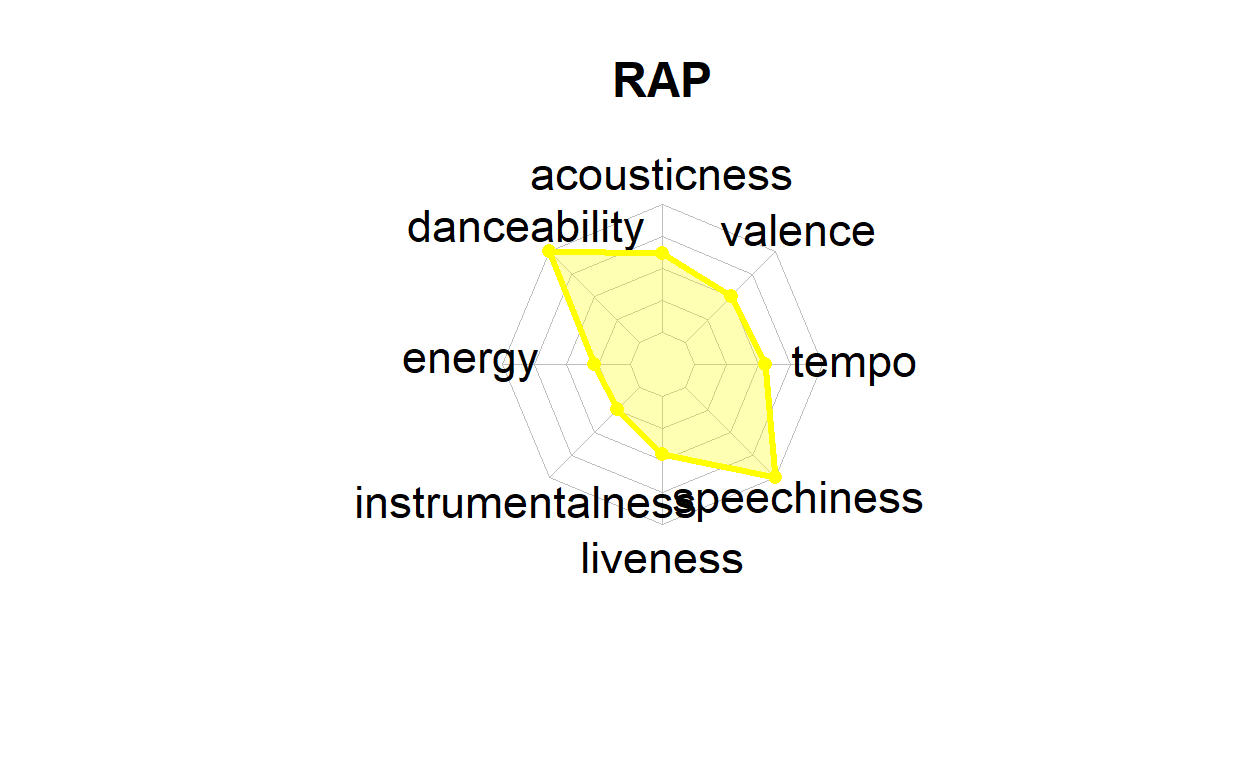 RAP
acousticness
danceability
valence
energy
tempo
instrumentalness
speechiness
liveness